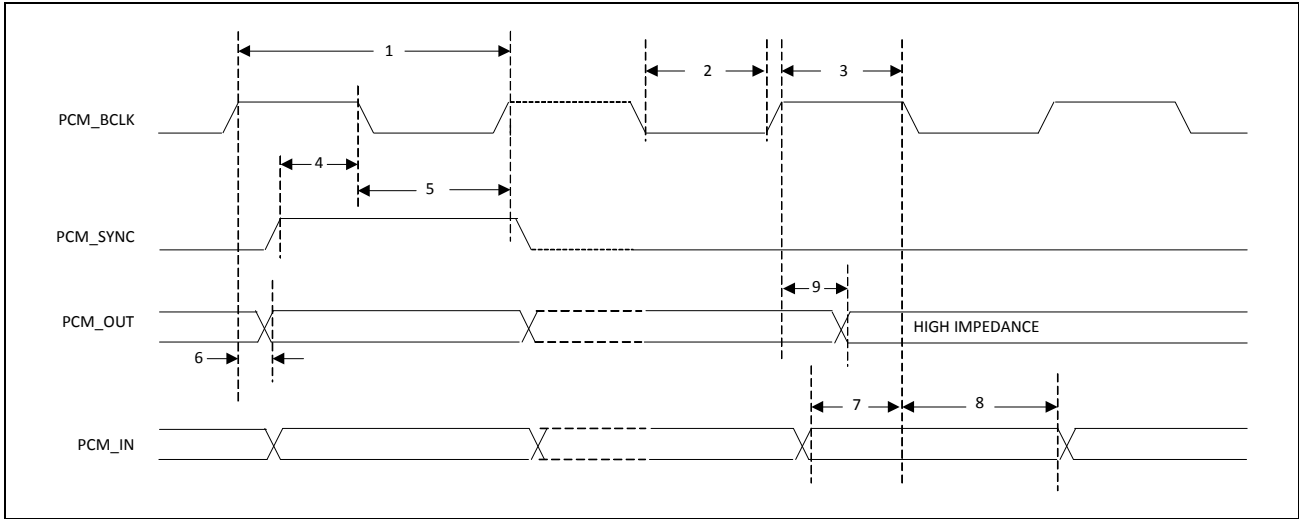 1
2
3
PCM_BCLK
4
5
PCM_SYNC
9
PCM_OUT
HIGH IMPEDANCE
6
7
8
PCM_IN